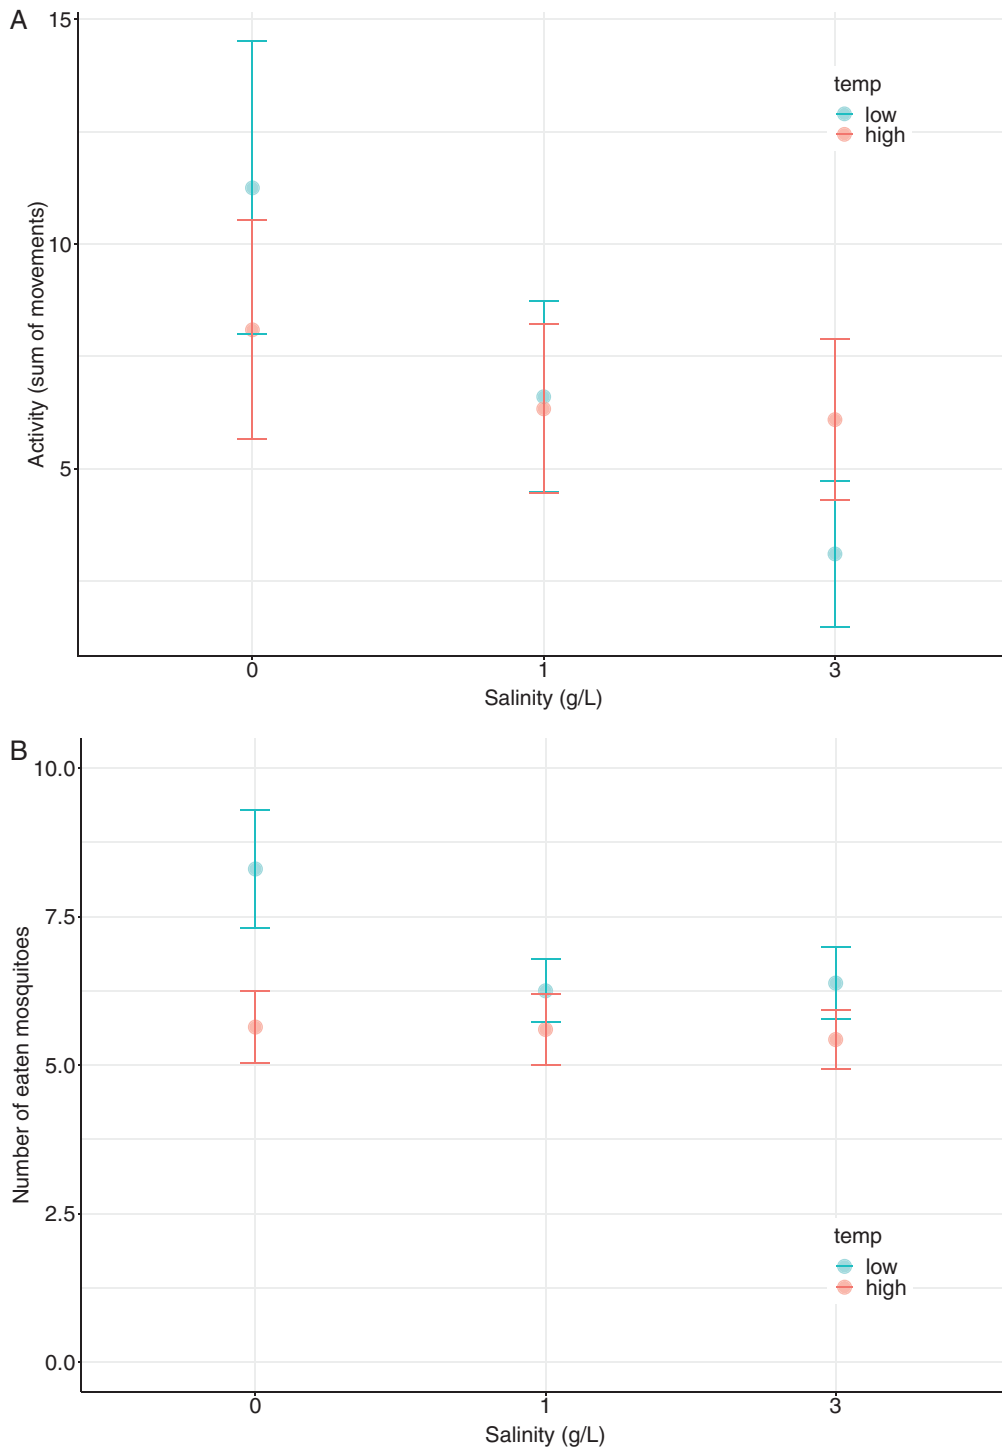 A
15
10
5
Activity (sum of movements)
temp
low
high
0 1 3
Salinity (g/L)
B
10.0
7.5
5.0
2.5
0.0
Number of eaten mosquitoes
temp
low
high
0 1 3
Salinity (g/L)